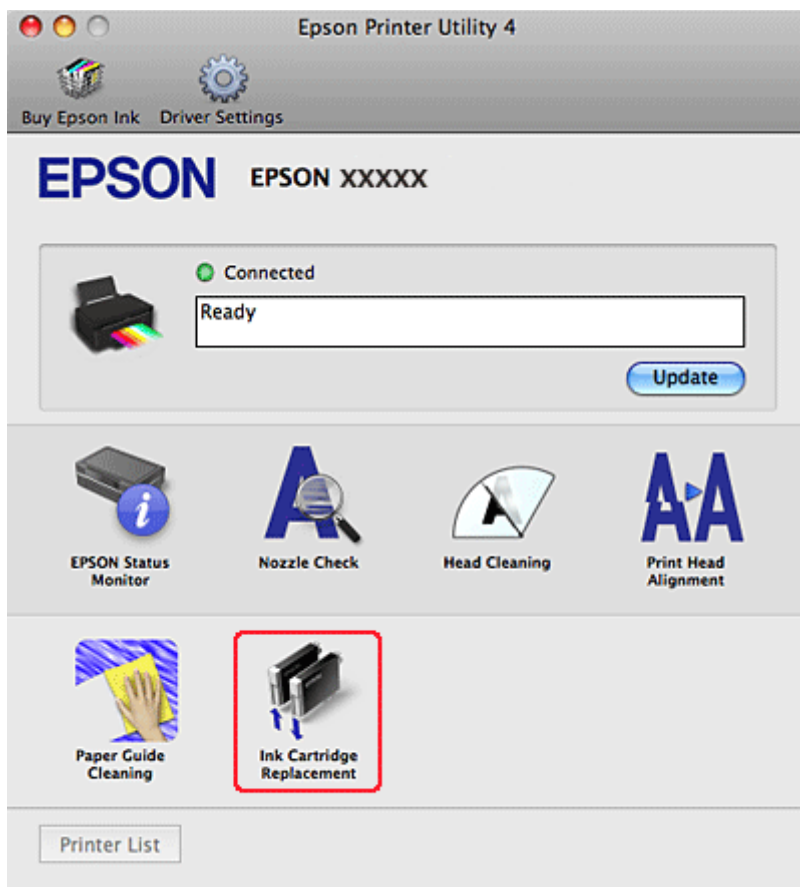 Epson Printer Utility 4
Buy Epson Ink
Driver Settings
EPSON
EPSON XXXXX
Connected
Ready
Update
EPSON Status
Monitor
Nozzle Check
Head Cleaning
Print Head
Alignment
Paper Guide
Cleaning
Ink Cartridge
Replacement
Printer List